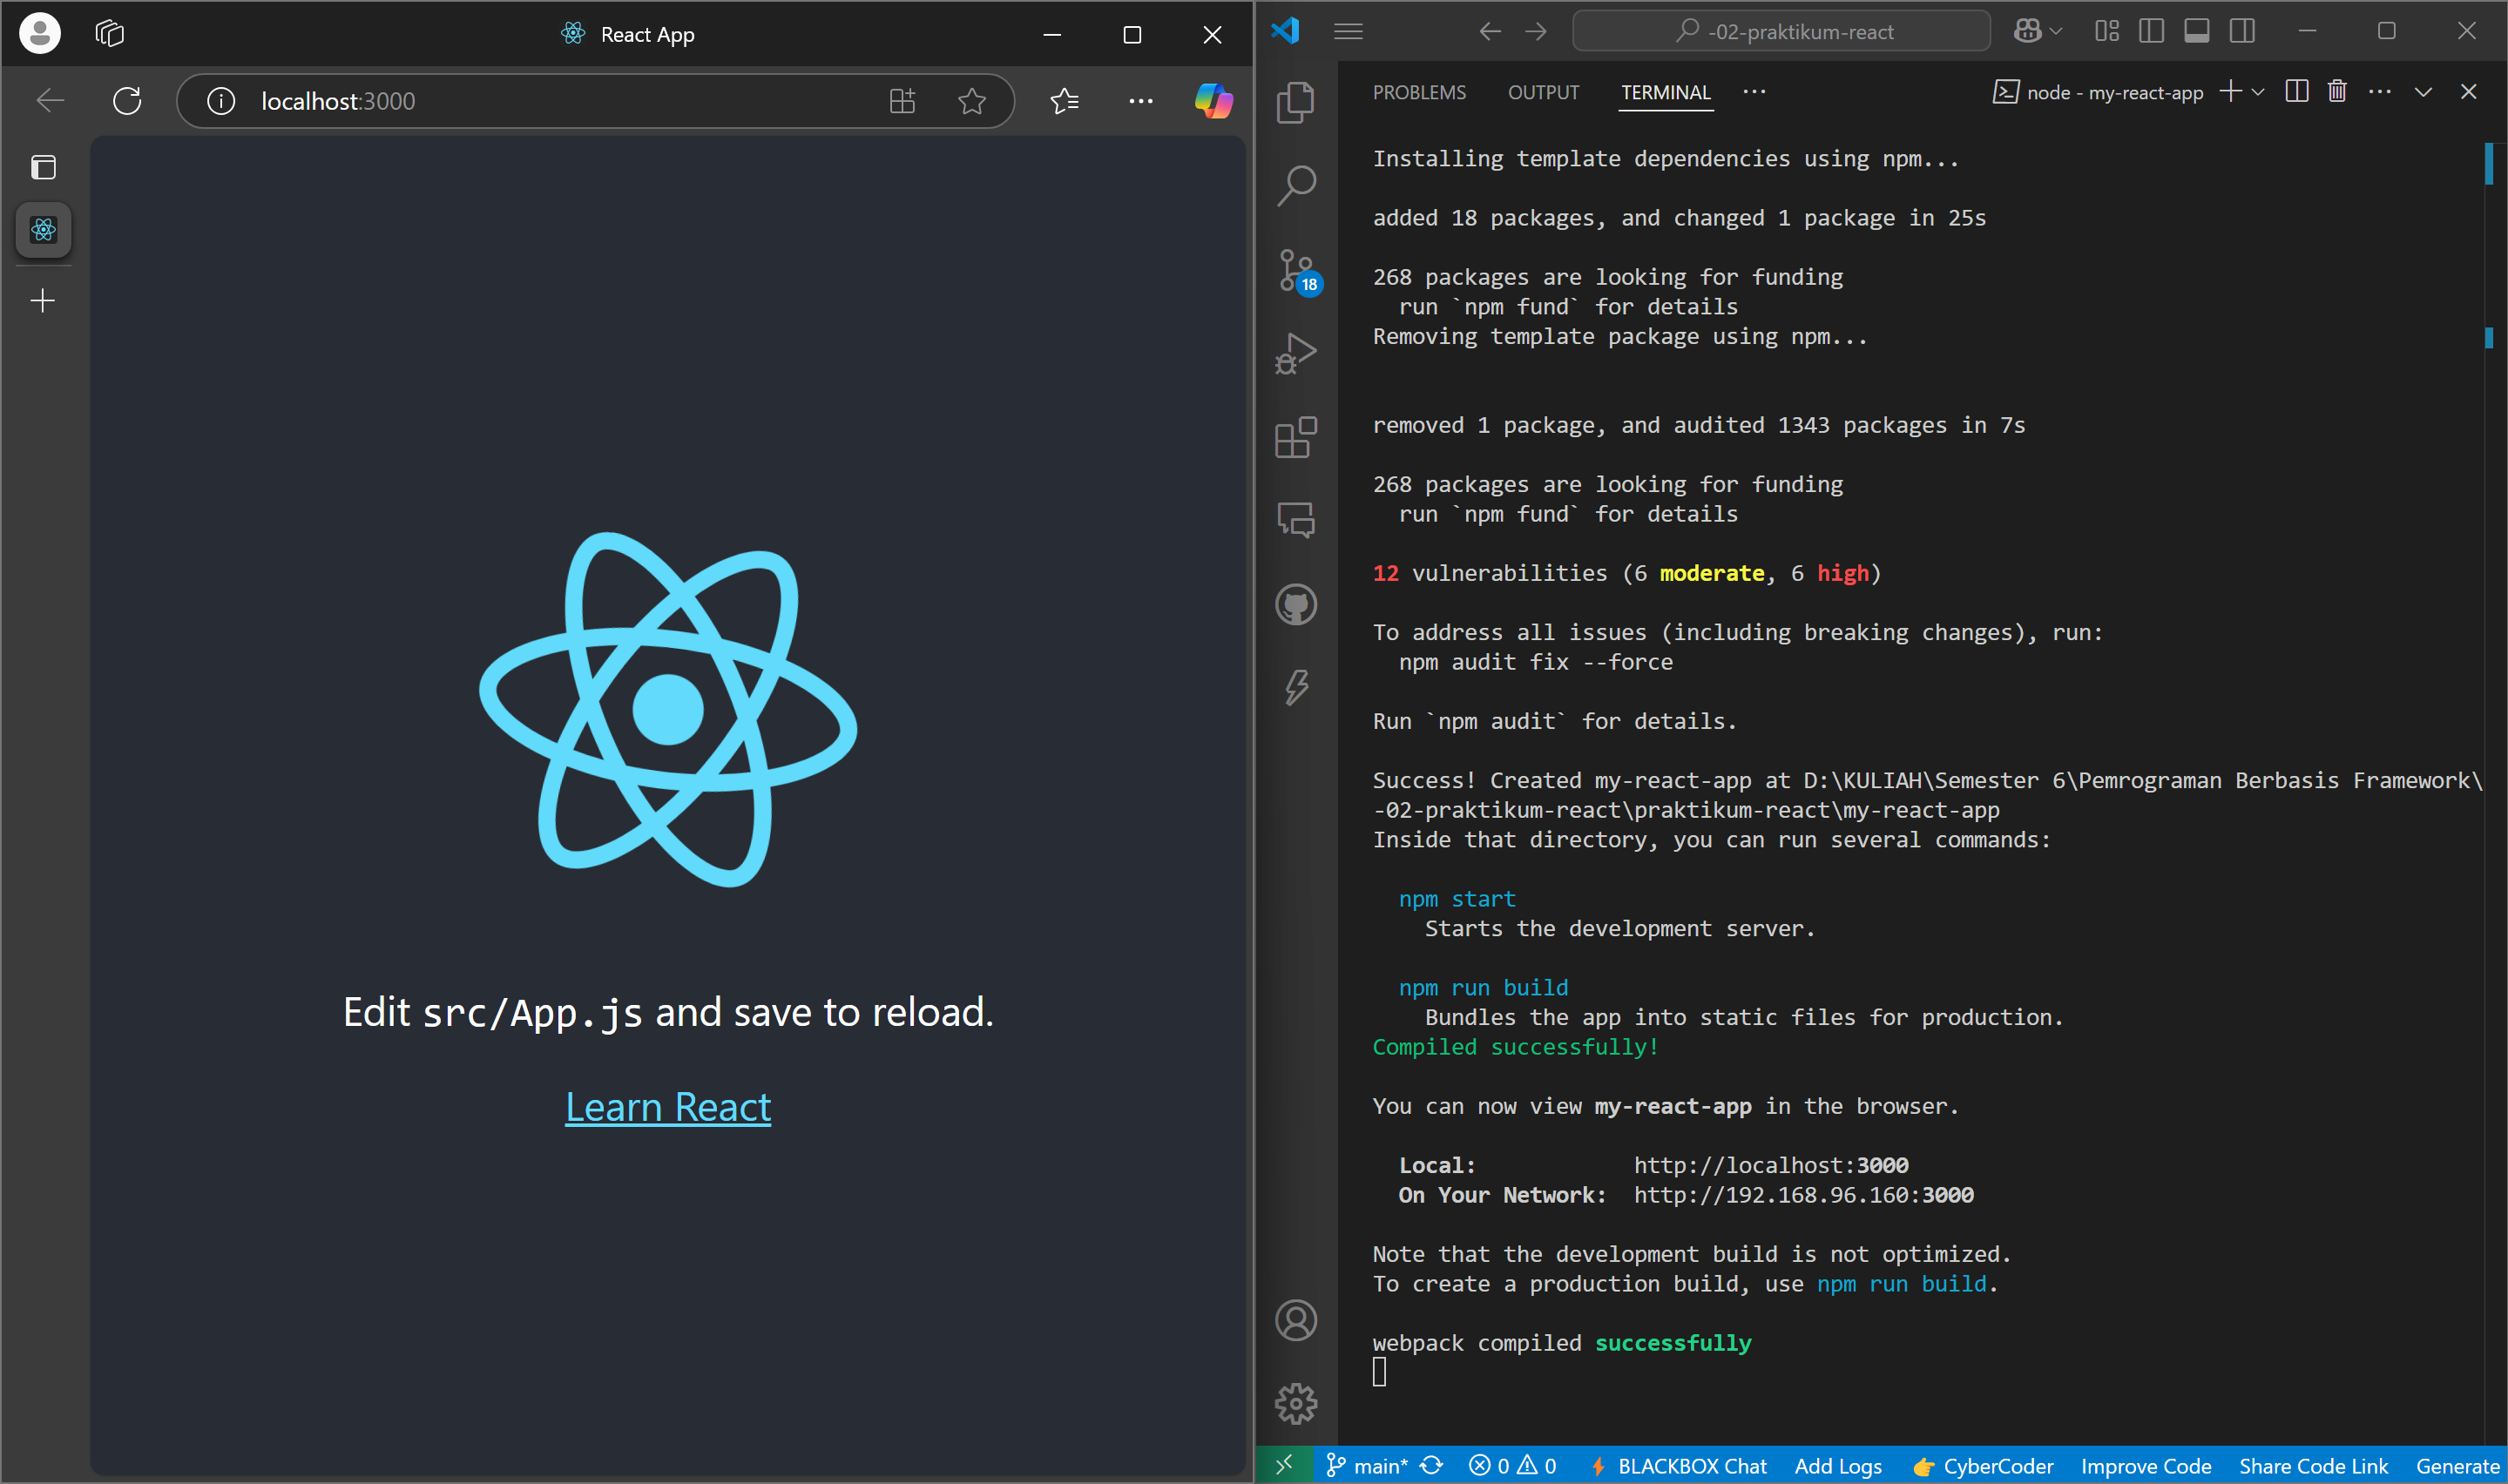 React App
localhost:3000
Edit src/App.js and save to reload.
Learn React
-02-praktikum-react
PROBLEMS OUTPUT TERMINAL
node - my-react-app
18
Installing template dependencies using npm...
added 18 packages, and changed 1 package in 25s
268 packages are looking for funding
run `npm fund` for details
Removing template package using npm...
removed 1 package, and audited 1343 packages in 7s
268 packages are looking for funding
run `npm fund` for details
12 vulnerabilities (6 moderate, 6 high)
To address all issues (including breaking changes), run:
npm audit fix --force
Run `npm audit` for details.
Success! Created my-react-app at D:\KULIAH\Semester 6\Pemrograman Berbasis Framework\
-02-praktikum-react\praktikum-react\my-react-app
Inside that directory, you can run several commands:
npm start
Starts the development server.
npm run build
Bundles the app into static files for production.
Compiled successfully!
You can now view my-react-app in the browser.
Local: http://localhost:3000
On Your Network: http://192.168.96.160:3000
Note that the development build is not optimized.
To create a production build, use npm run build.
webpack compiled successfully
main* 0 0 BLACKBOX Chat Add Logs CyberCoder Improve Code Share Code Link Generate